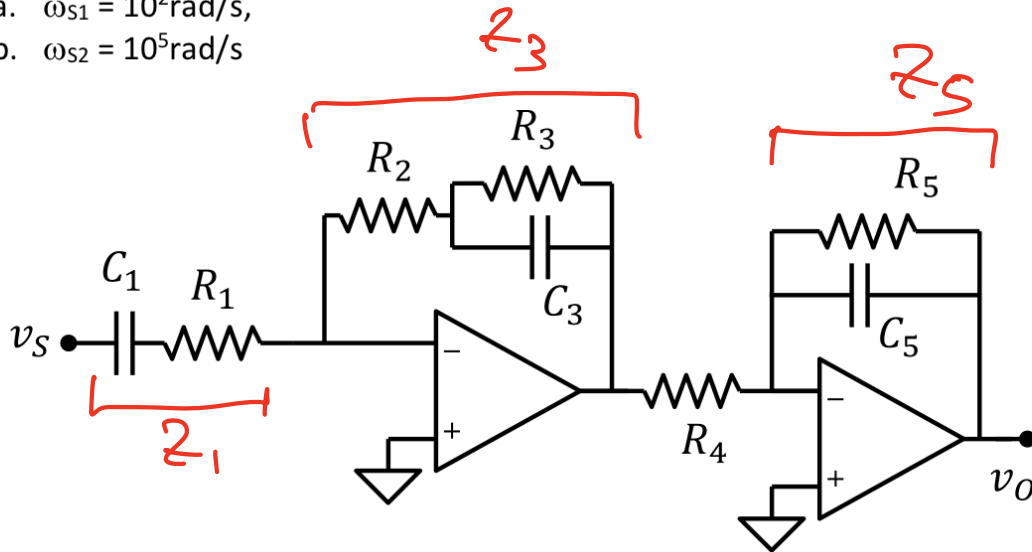 a. ωS1 = 10²rad/s,
b. ωS2 = 10⁵rad/s
Z3
Z5
R3
R2
R5
C1
R1
C3
C5
vS
−
+
R4
−
+
Z1
vO